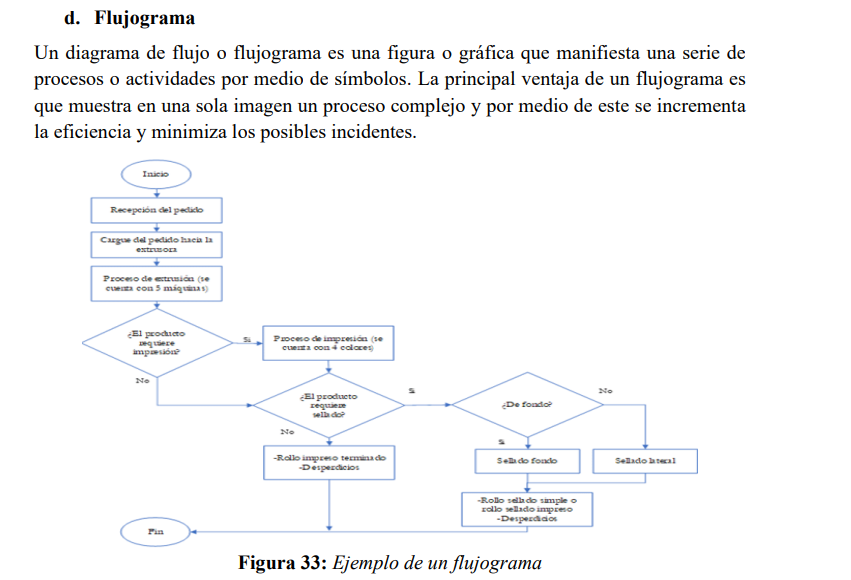 d. Flujograma
Un diagrama de flujo o flujograma es una figura o gráfica que manifiesta una serie de
procesos o actividades por medio de símbolos. La principal ventaja de un flujograma es
que muestra en una sola imagen un proceso complejo y por medio de este se incrementa
la eficiencia y minimiza los posibles incidentes.
Inicio
Recepción del pedido
Cargue del pedido hacia la
extrusora
Proceso de extrusión (se
cuenta con 5 máquinas)
¿El producto
requiere
impresión?
Si
No
Proceso de impresión (se
cuenta con 4 colores)
¿El producto
requiere
sellado?
Si
No
¿De fondo?
No
Si
-Rollo impreso terminado
-Desperdicios
Sellado fondo
Sellado lateral
-Rollo sellado simple o
rollo sellado impreso
-Desperdicios
Fin
Figura 33: Ejemplo de un flujograma